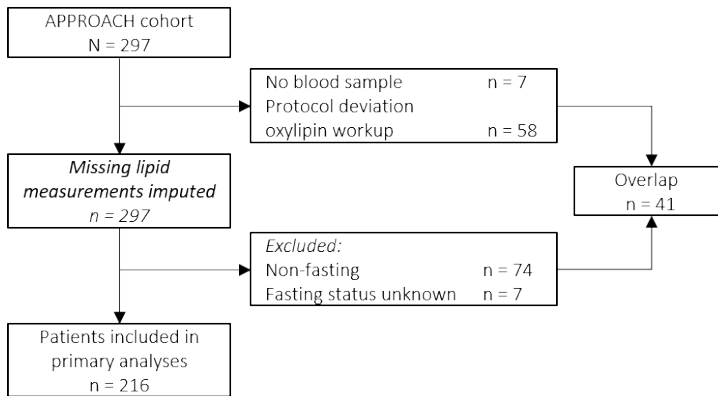 APPROACH cohort
N = 297
No blood sample n = 7
Protocol deviation
oxylipin workup n = 58
Missing lipid
measurements imputed
n = 297
Overlap
n = 41
Excluded:
Non-fasting n = 74
Fasting status unknown n = 7
Patients included in
primary analyses
n = 216